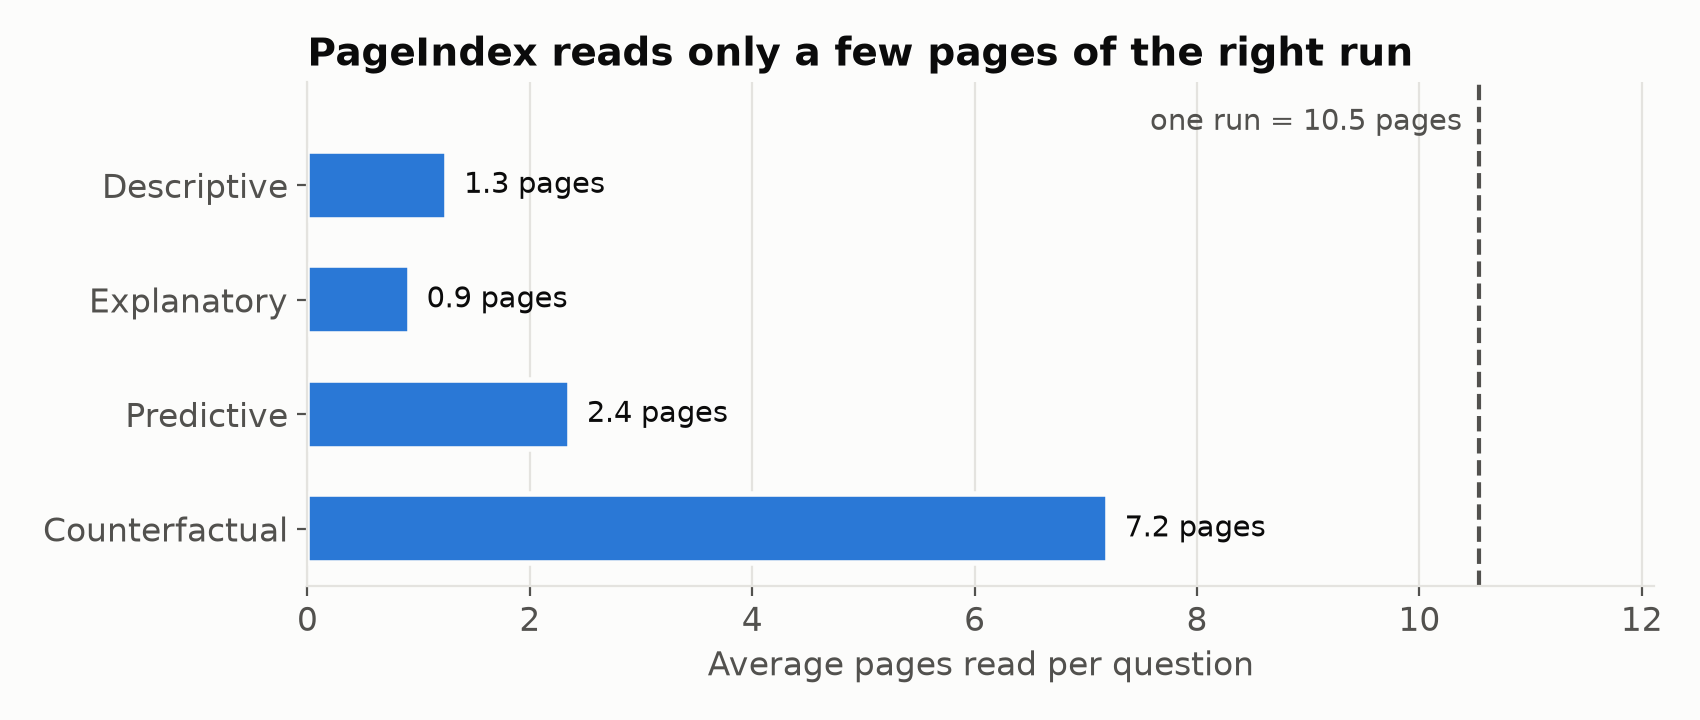 PageIndex reads only a few pages of the right run
one run = 10.5 pages
Descriptive 1.3 pages
Explanatory 0.9 pages
Predictive 2.4 pages
Counterfactual 7.2 pages
0 2 4 6 8 10 12
Average pages read per question